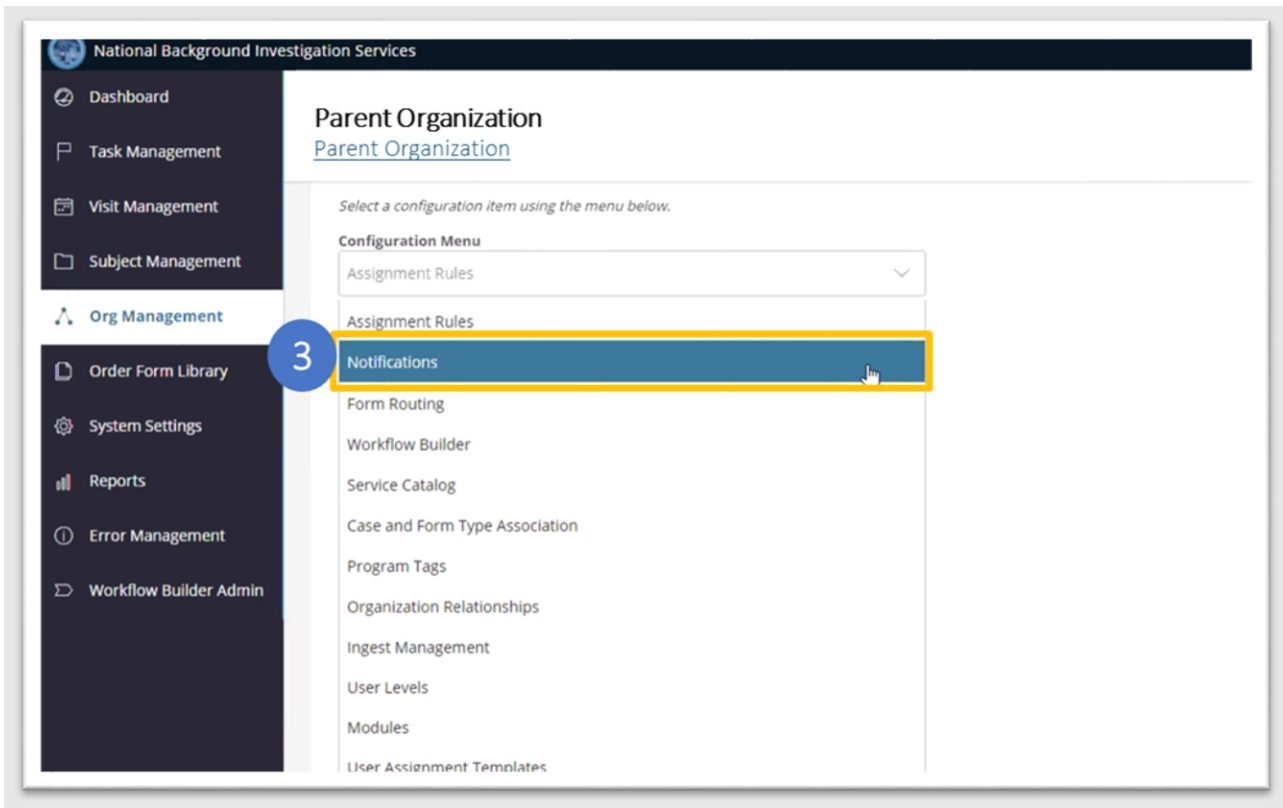 National Background Investigation Services
Dashboard
Task Management
Visit Management
Subject Management
Org Management
Order Form Library
System Settings
Reports
Error Management
Workflow Builder Admin
Parent Organization
Parent Organization
Select a configuration item using the menu below.
Configuration Menu
Assignment Rules
Assignment Rules
3
Notifications
Form Routing
Workflow Builder
Service Catalog
Case and Form Type Association
Program Tags
Organization Relationships
Ingest Management
User Levels
Modules
User Assignment Templates